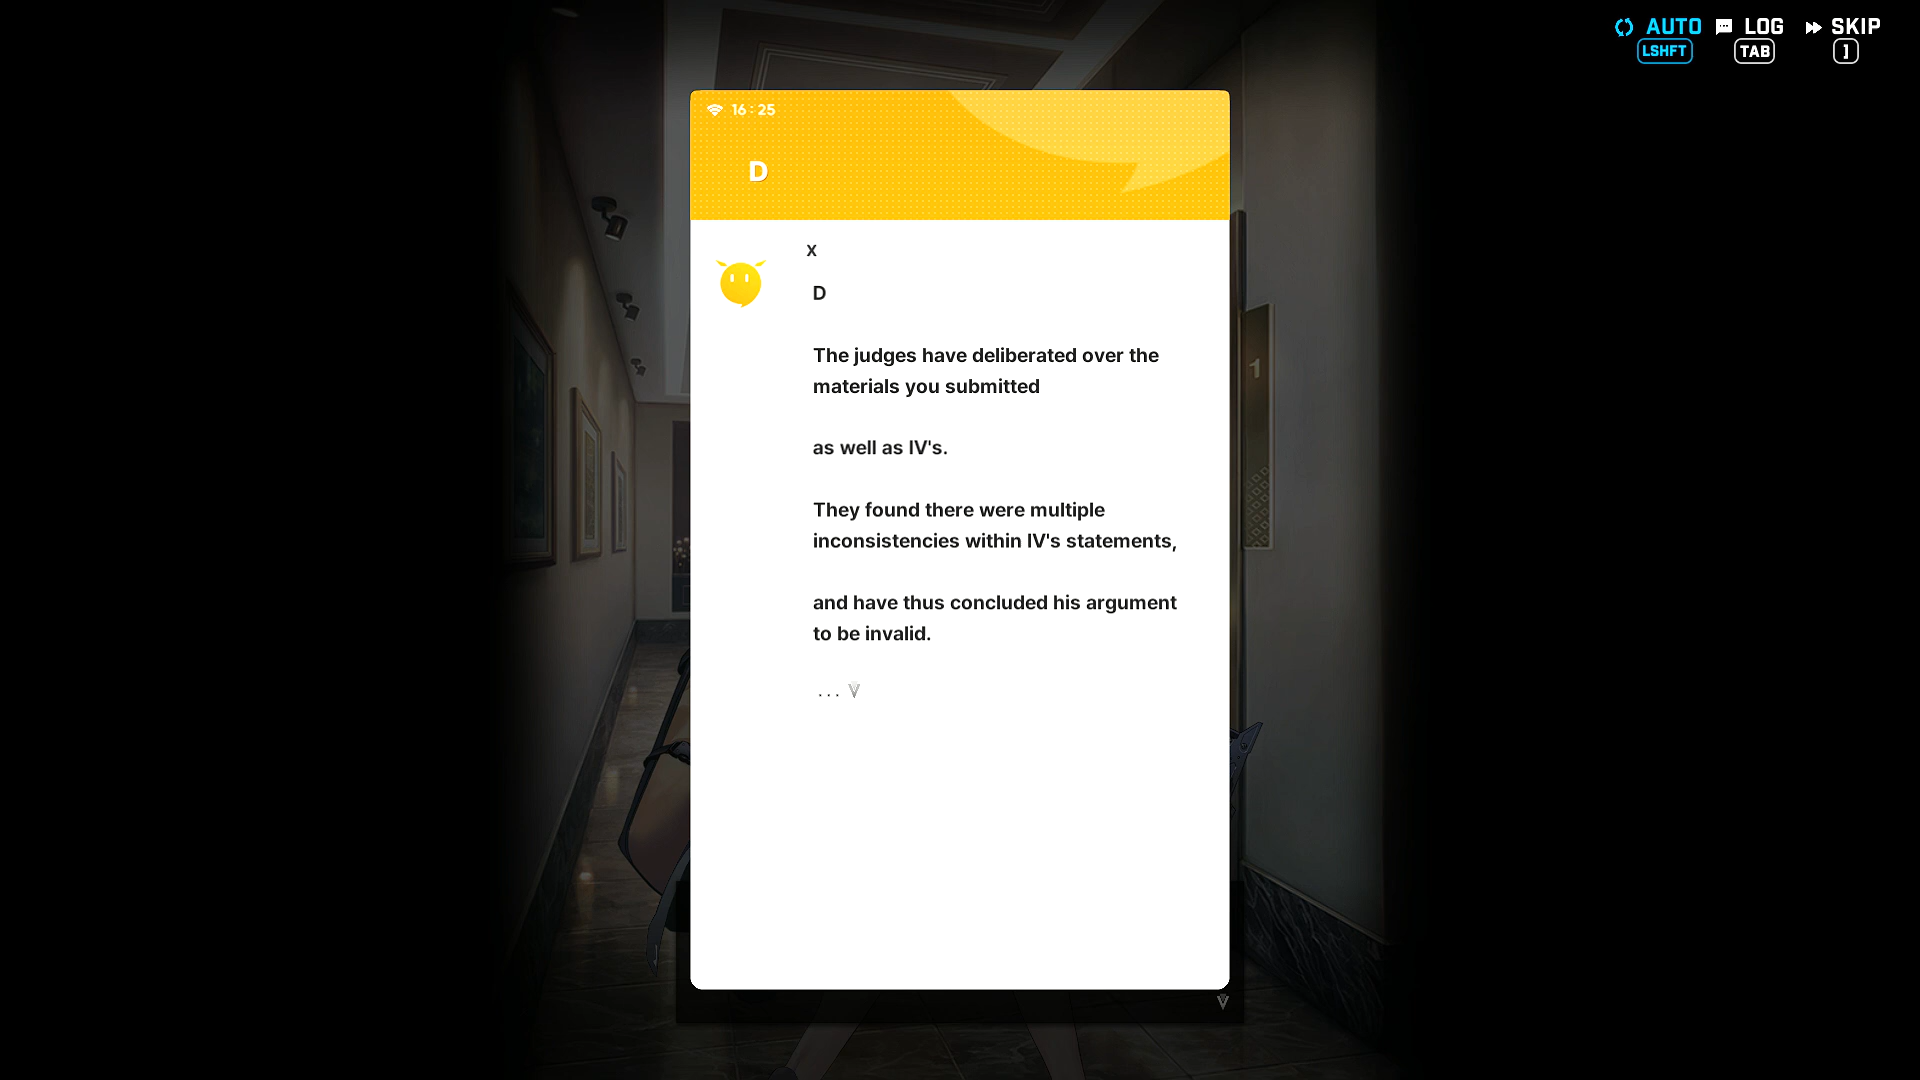 AUTO
LOG
SKIP
LSHFT
TAB
]
16:25
D
X
D
The judges have deliberated over the
materials you submitted
as well as IV's.
They found there were multiple
inconsistencies within IV's statements,
and have thus concluded his argument
to be invalid.
...
1